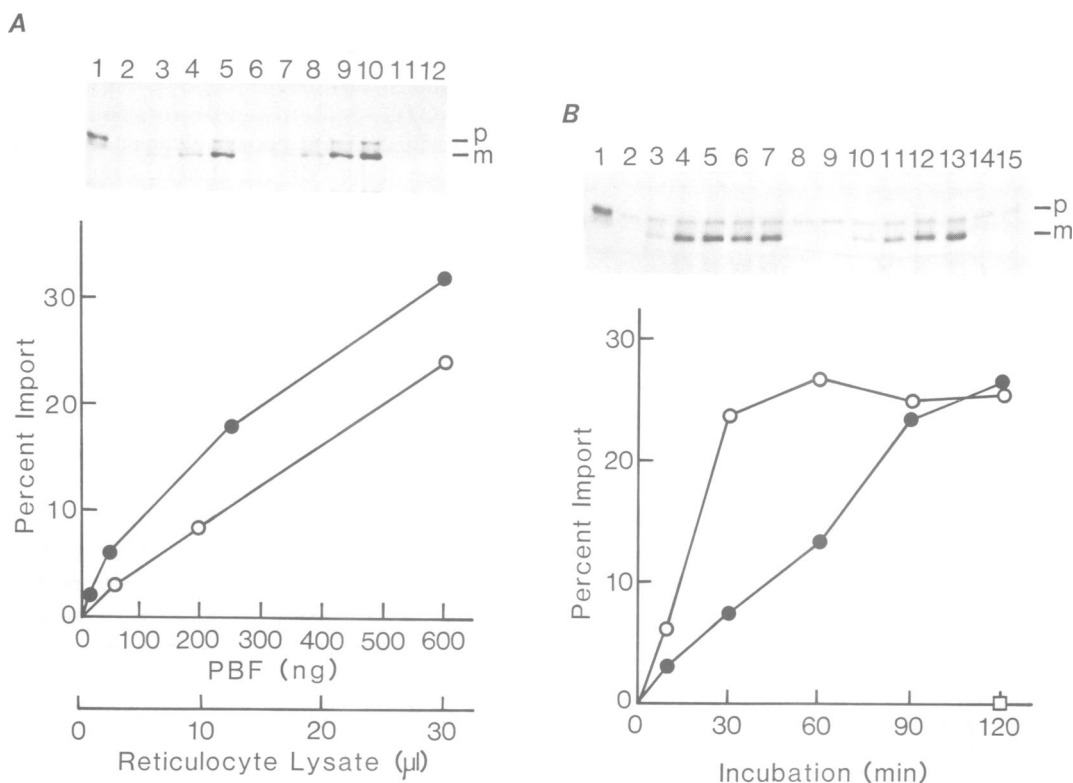 A
1 2 3 4 5 6 7 8 9 10 11 12
p
m
30
20
10
0
Percent Import
0 100 200 300 400 500 600
PBF (ng)
0 10 20 30
Reticulocyte Lysate (µl)
B
1 2 3 4 5 6 7 8 9 10 11 12 13 14 15
p
m
30
20
10
0
Percent Import
0 30 60 90 120
Incubation (min)